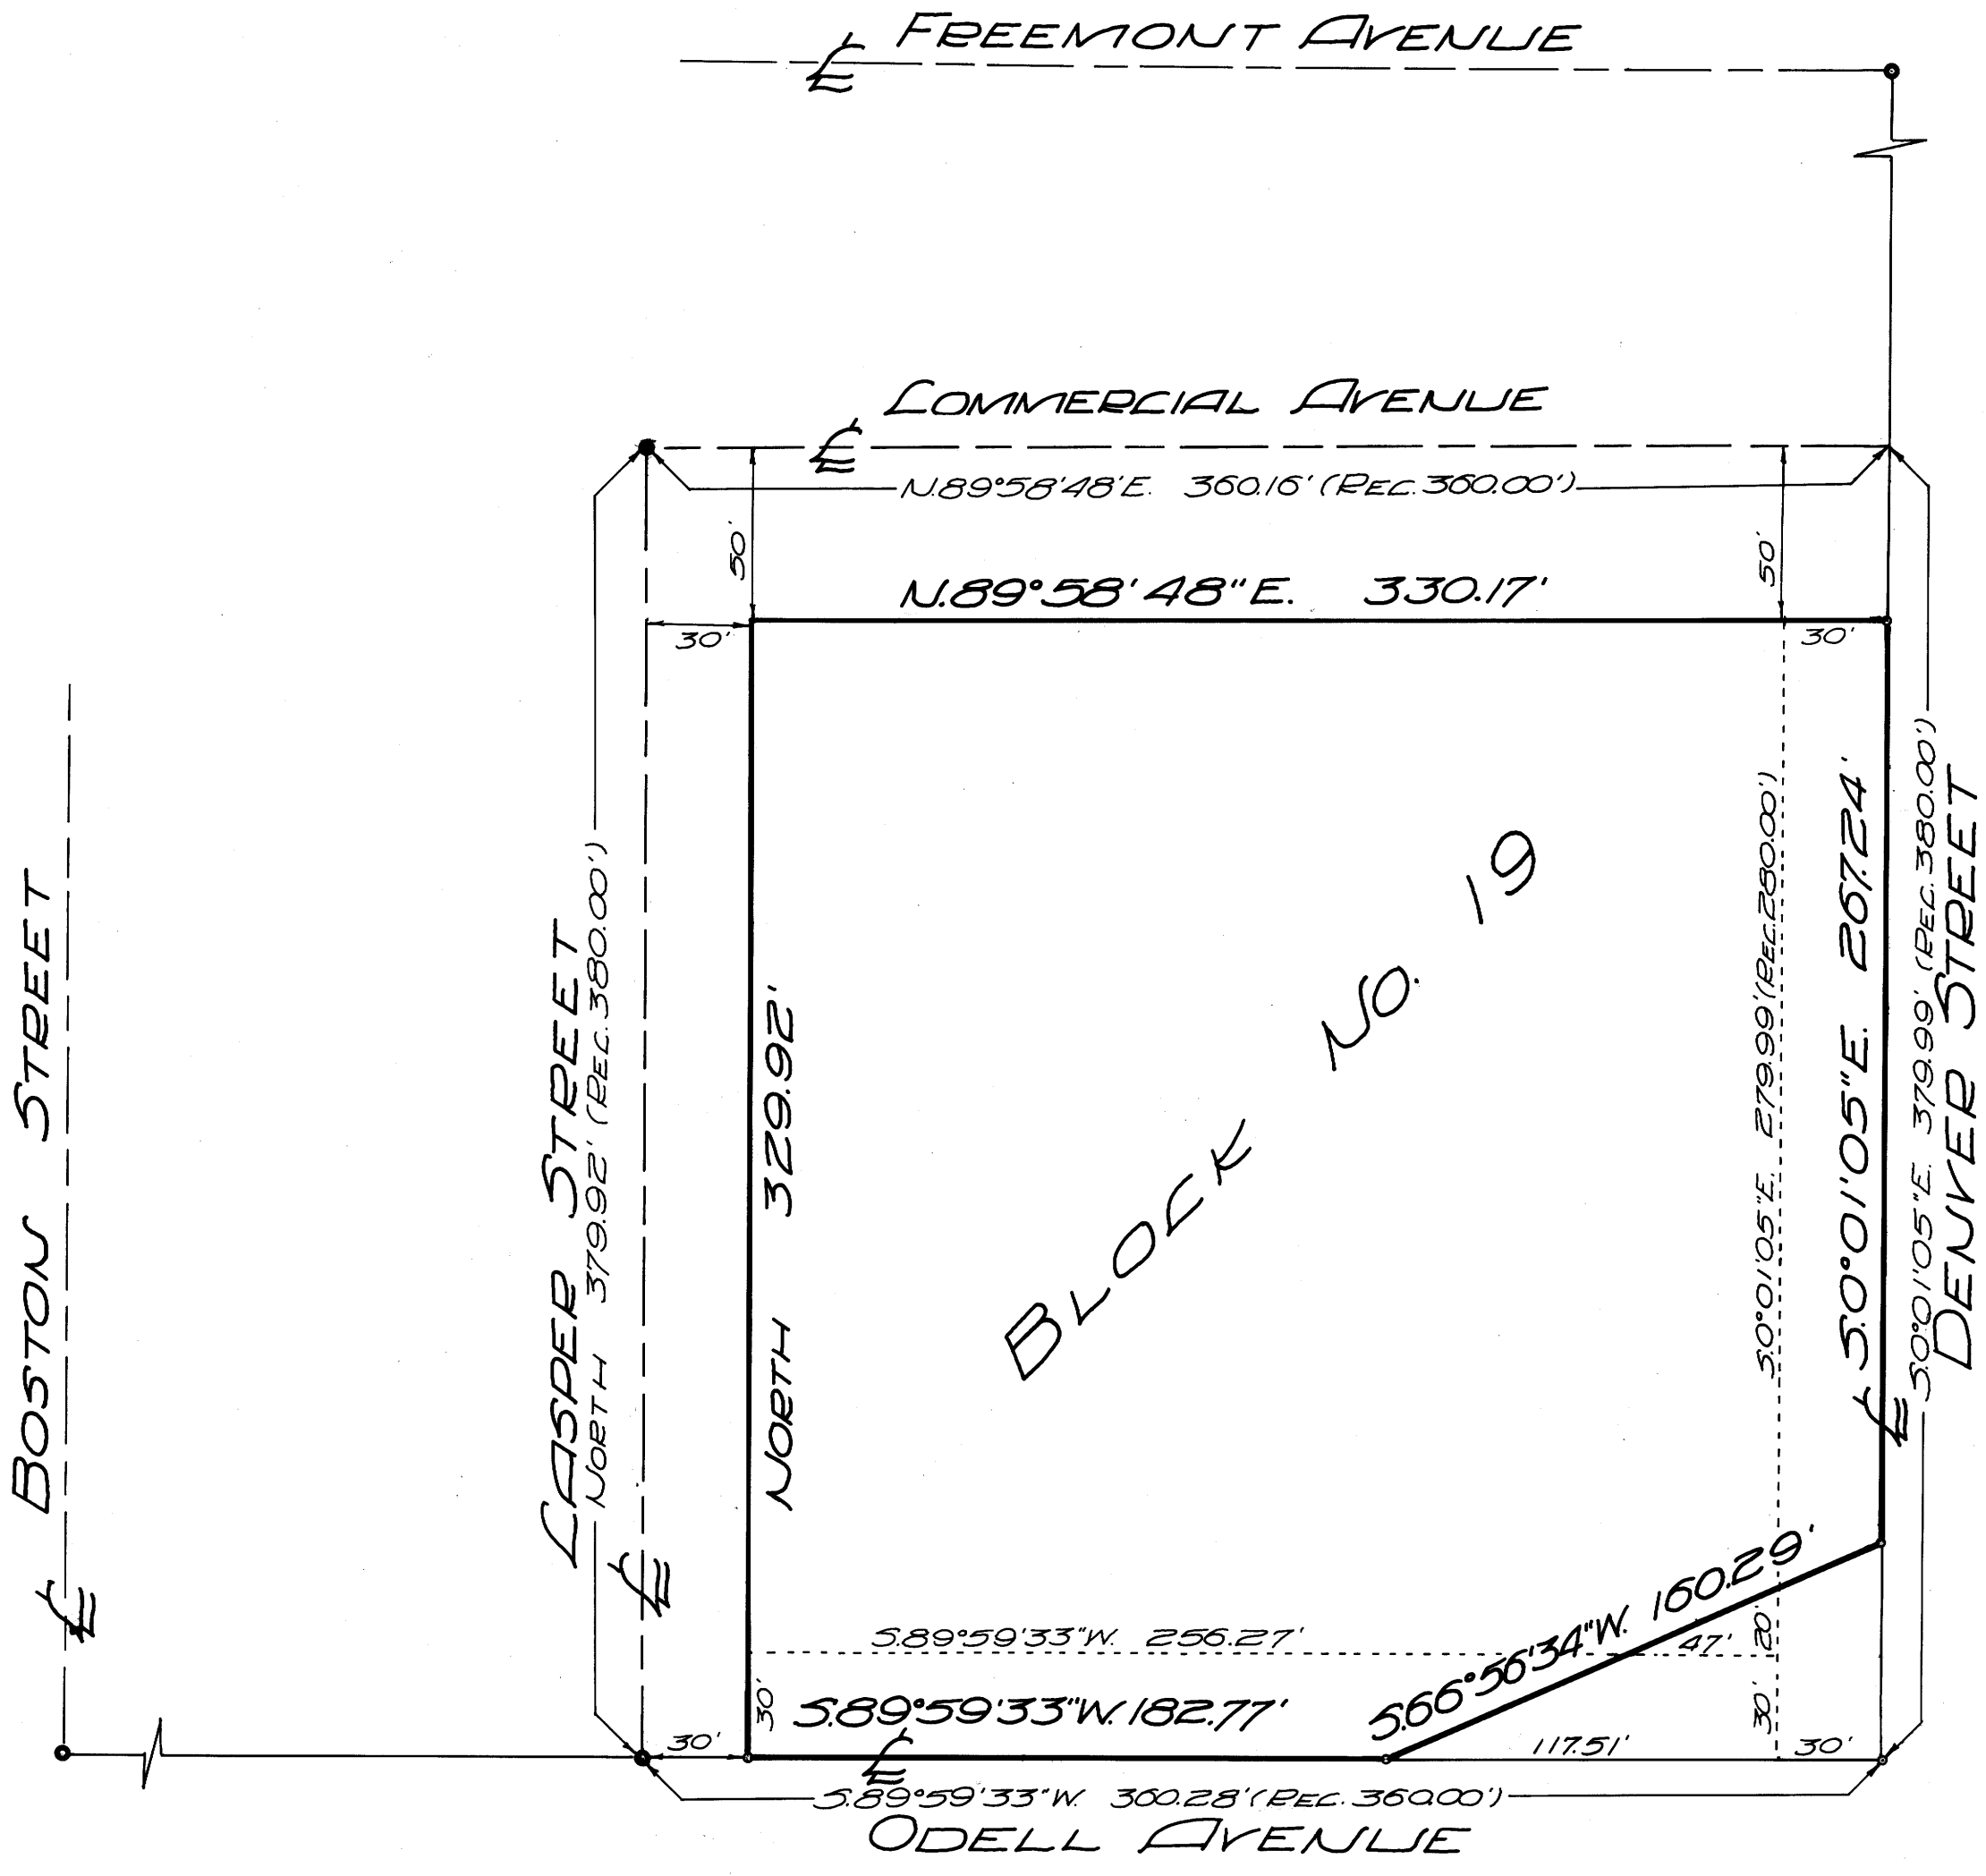 FREEMONT AVENUE
℄
COMMERCIAL AVENUE
℄
N.89°58'48'E. 360.16' (REC. 360.00')
50'
50'
N.89°58'48"E. 330.17'
30'
30'
BOSTON STREET
℄
CASPER STREET
NORTH 379.92' (REC. 380.00')
℄
NORTH 329.92'
BLOCK NO. 19
S.0°01'05"E. 279.99' (REC. 280.00')
S.0°01'05"E. 267.24'
℄
S.0°01'05"E. 379.99' (REC. 380.00')
DENVER STREET
S.66°56'34"W. 160.29'
S.89°59'33"W. 256.27'
47'
20'
30'
S.89°59'33"W. 182.77'
30'
30'
℄
117.51'
30'
S.89°59'33"W. 360.28' (REC. 360.00')
ODELL AVENUE